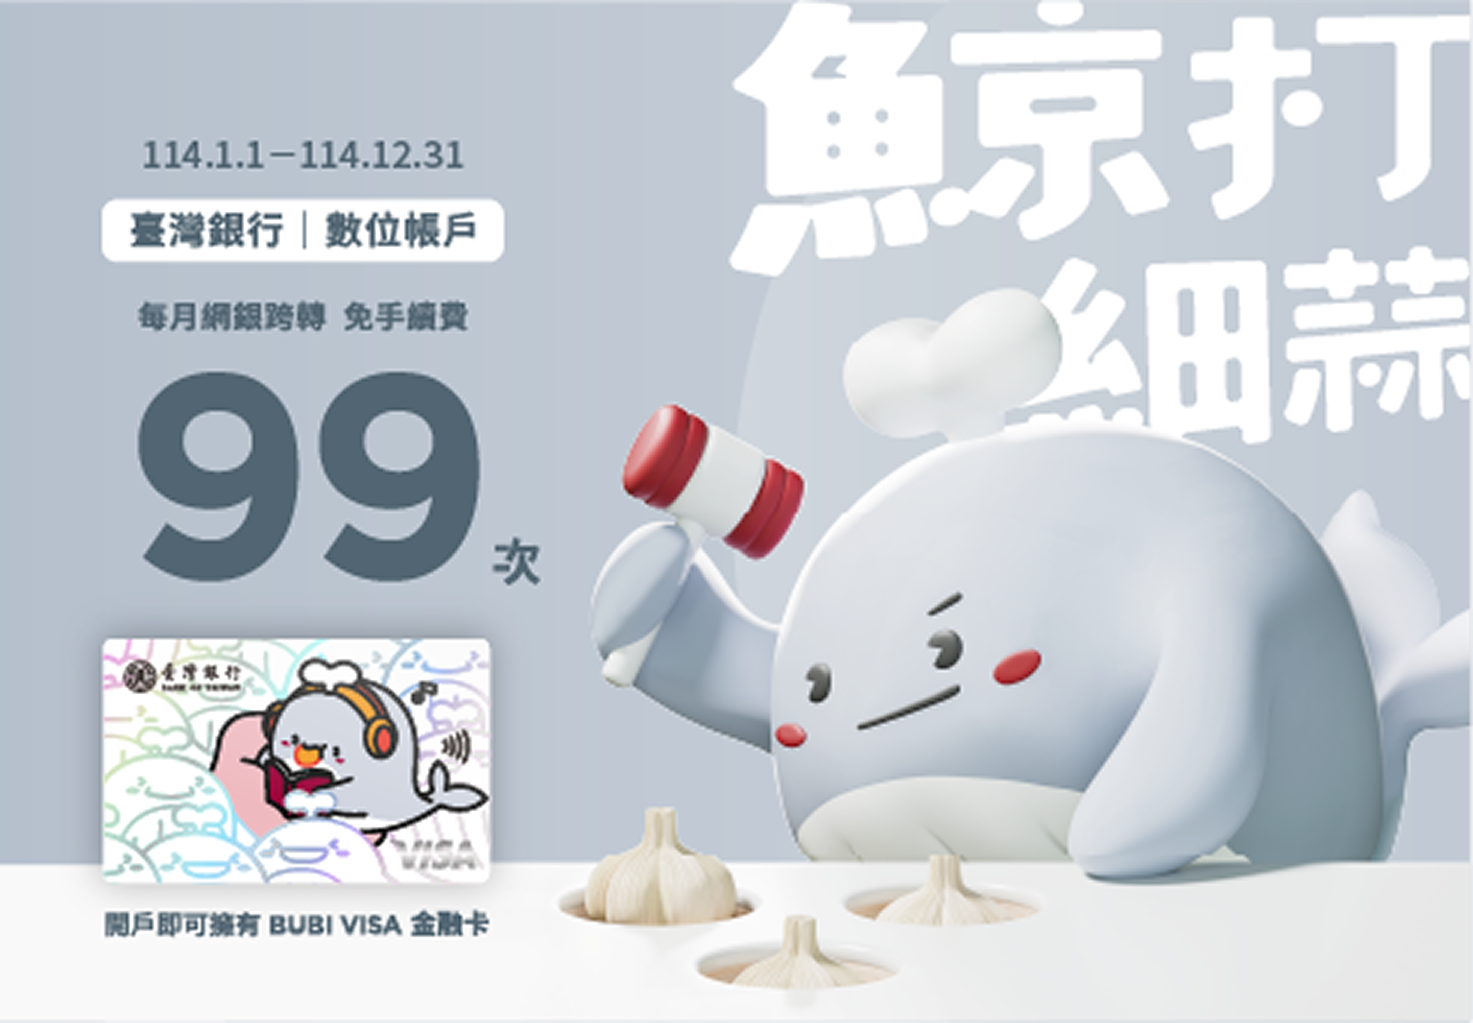 鯨打
細蒜
114.1.1－114.12.31
臺灣銀行｜數位帳戶
每月網銀跨轉 免手續費
99次
臺灣銀行
BANK OF TAIWAN
VISA
開戶即可擁有 BUBI VISA 金融卡